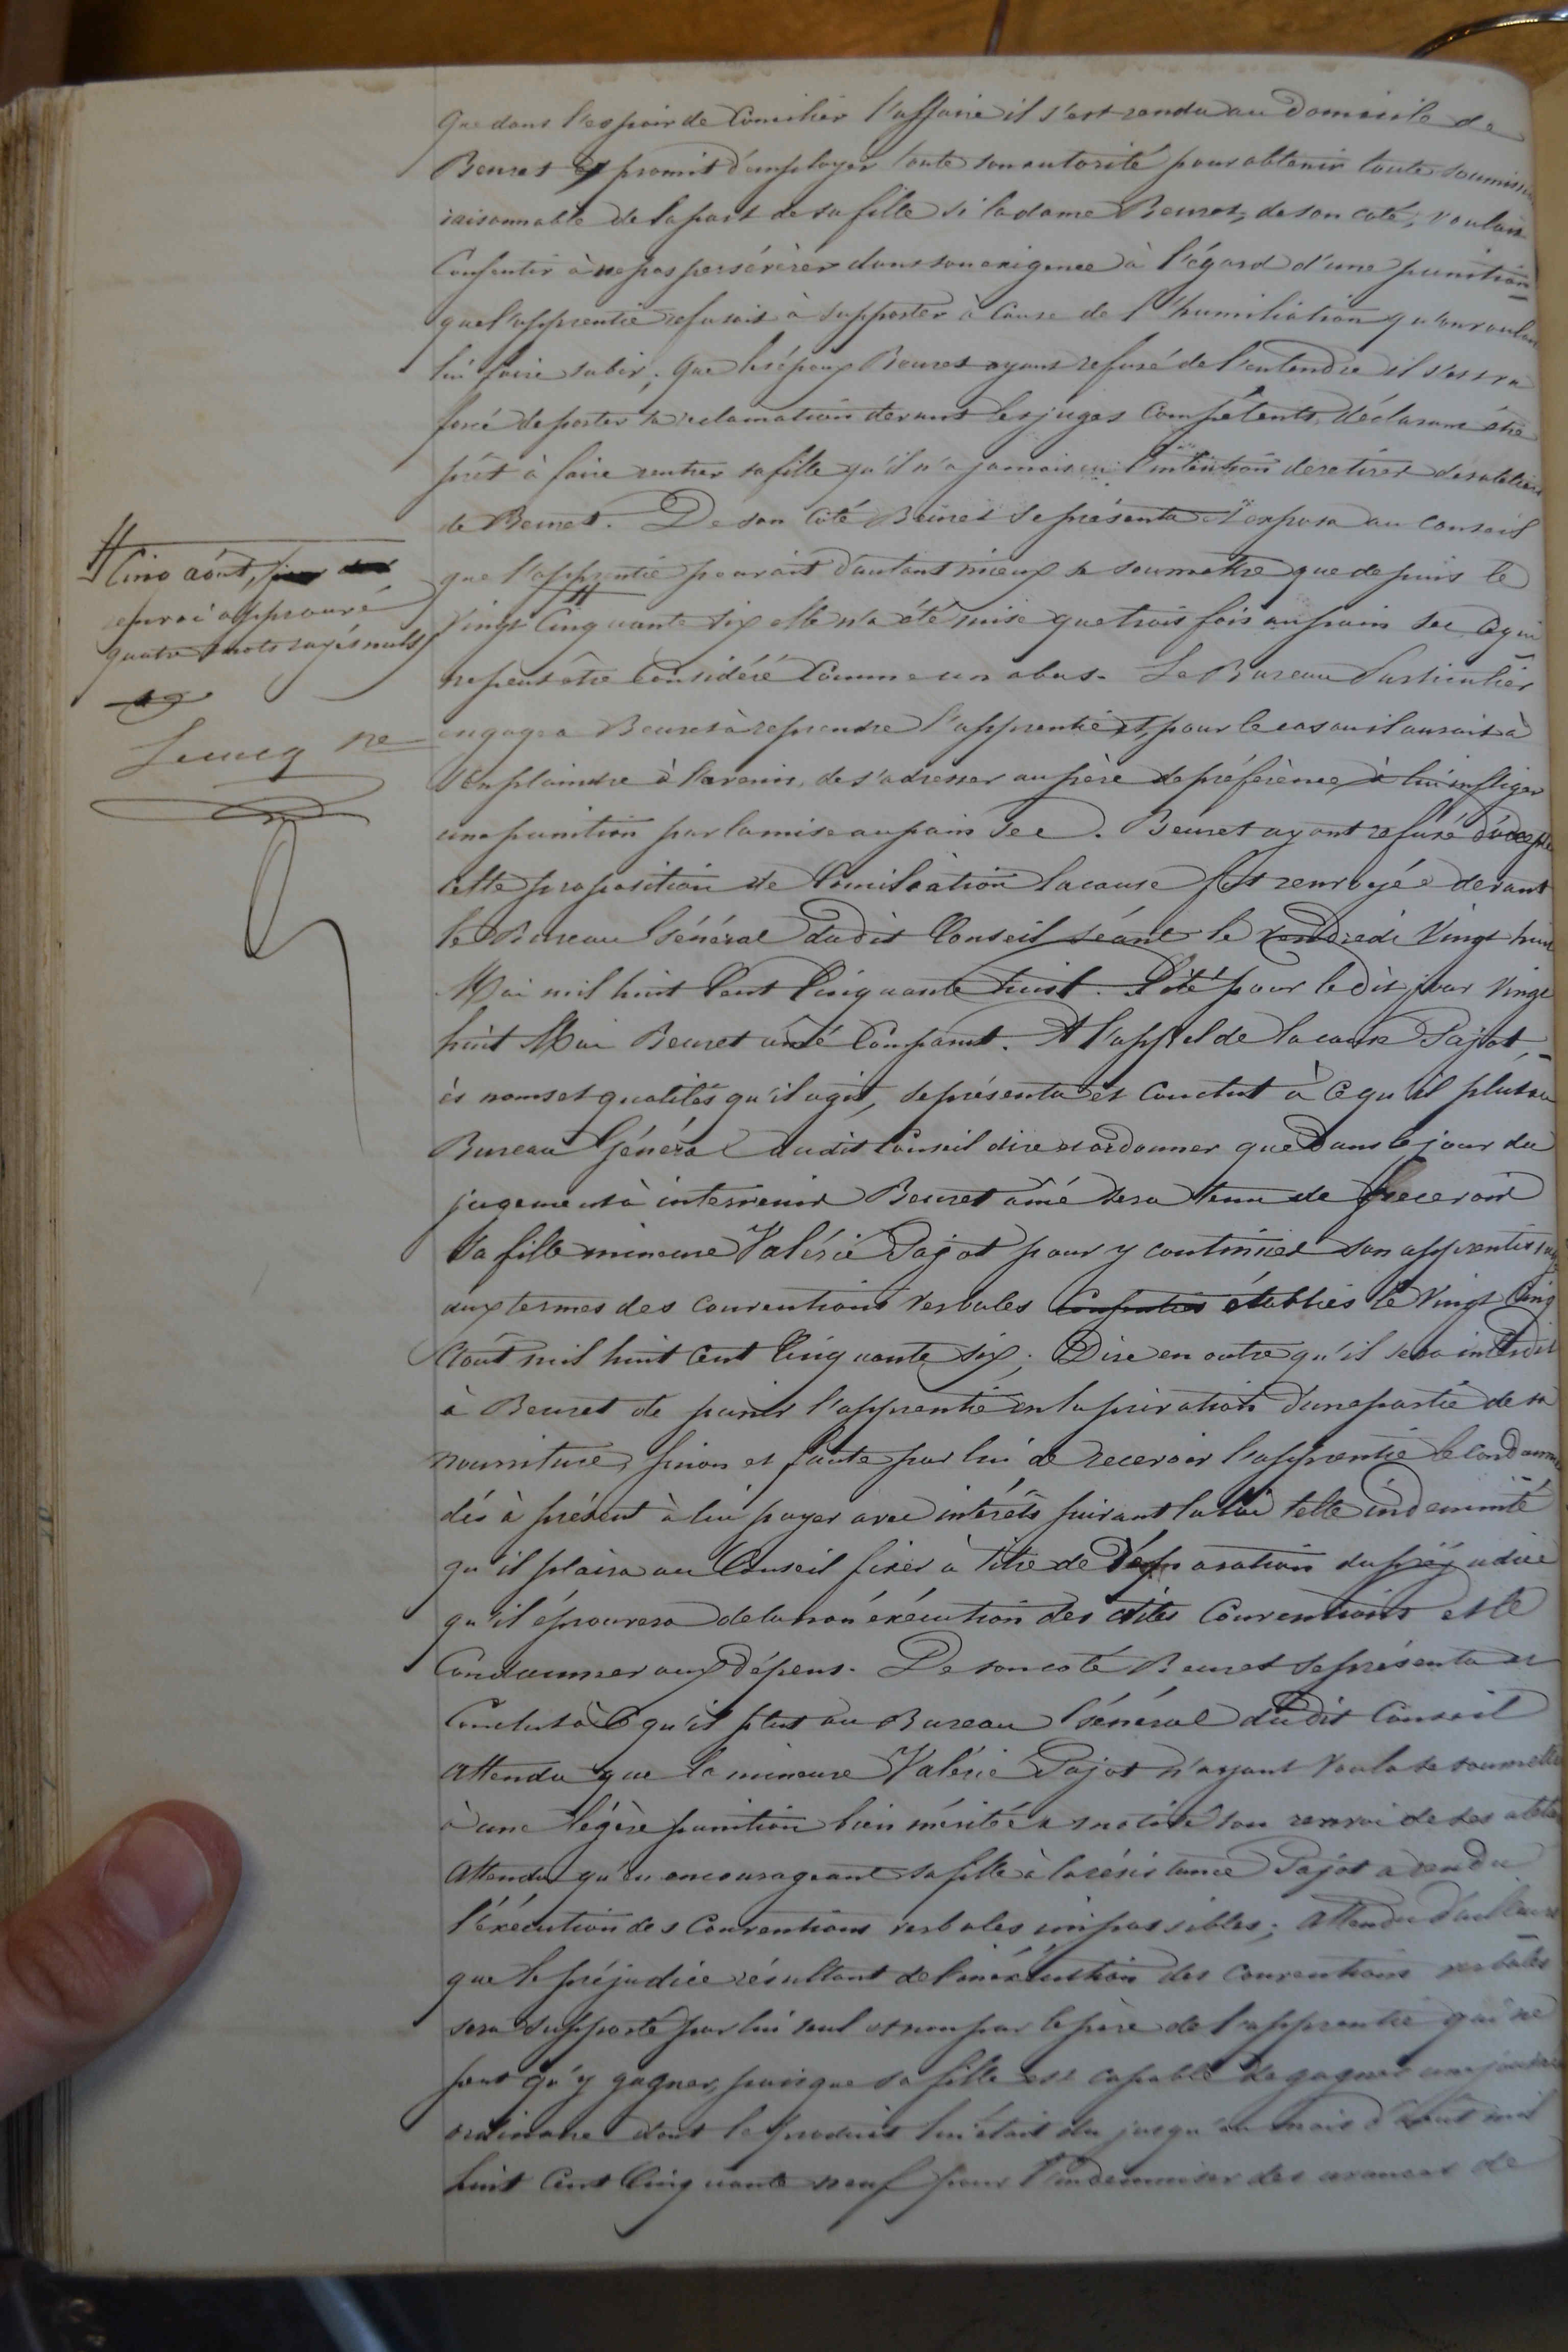 que dans l'espoir de Concilier l'affaire il s'est rendu au Domicile de
Beuret et promit d'employer toute son autorité pour obtenir toute soumission
raisonnable de la part de sa fille si la dame Beuret, de son coté, voulait
Consentir à ne pas persévérer dans son exigence à l'égard d'une punition
que l'apprentie refusait à supporter à Cause de l'humiliation qu'on voulait
lui faire subir; que les époux Beuret ayant refusé de l'entendre il s'est vu
forcé de porter sa réclamation devant les juges Compétents, déclarant être
prêt à faire rentrer sa fille qu'il n'a jamais eu l'intention de retirer des ateliers
de Beuret. De son Coté Beuret se présenta et exposa au Conseil
que l'apprentie pouvait d'autant mieux se soumettre que depuis le
Vingt Cinquante six elle n'a été mise que trois fois au pain sec Ce qui
ne peut être Considéré Comme un abus. Le Bureau Particulier
engagea Beuret à reprendre l'apprentie et pour le cas ou il aurait à
s'en plaindre à l'avenir, de s'adresser au père de préférence à lui infliger
une punition par la mise au pain sec. Beuret ayant refusé d'accepter
cette proposition de Conciliation la cause fut renvoyée devant
le Bureau Général dudit Conseil séant le vendredi Vingt huit
Mai mil huit Cent Cinquante huit. Cité pour le dit jour Vingt
huit Mai Beuret ainé Comparut. A l'appel de la cause Pajot,
ès noms et qualités qu'il agit, se présenta et Conclut à Ce qu'il plut au
Bureau Général dudit Conseil dire et ordonner que Dans le jour du
jugement à intervenir Beuret ainé sera tenu de recevoir
sa fille mineure Valérie Pajot pour y continuer son apprentissage
aux termes des Conventions Verbales établies le Vingt Cinq
Août mil huit Cent Cinquante six; Dire en outre qu'il sera interdit
à Beuret de punir l'apprentie en la privation d'une partie de sa
nourriture, sinon et faute par lui de recevoir l'apprentie le Condamner
dès à présent à lui payer avec intérêts suivant la loi telle indemnité
qu'il plaira au Conseil fixer à titre de réparation du préjudice
qu'il éprouvera de la non exécution des dites Conventions et le
Condamner aux Dépens. De son coté Beuret se présenta et
Conclut à Ce qu'il plut au Bureau Général dudit Conseil
Attendu que la mineure Valérie Pajot n'ayant Voulu se soumettre
à une légère punition bien méritée a motivé son renvoi de ses ateliers
Attendu qu'en encourageant sa fille à la résistance Pajot a rendu
l'éxécution des Conventions verbales impossibles; Attendu d'ailleurs
que le préjudice résultant de l'inéxécution des Conventions verbales
sera supporté par lui seul et non par le père de l'apprentie qui ne
peut qu'y gagner, puisque sa fille est capable de gagner une journée
ordinaire dont le produit lui était du jusqu'au mois d'Août mil
huit Cent Cinquante neuf pour l'indemniser des avances de
Cinq août,
renvoi approuvé
quatre mots rayés nuls
Lecucq